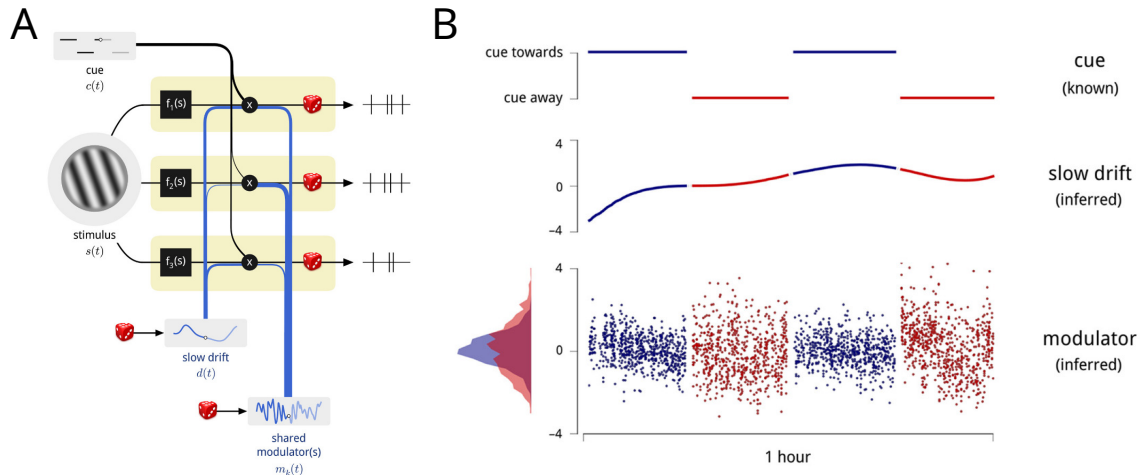 A
cue
c(t)
f1(s)
x
stimulus
s(t)
f2(s)
x
f3(s)
x
slow drift
d(t)
shared
modulator(s)
mk(t)
B
cue towards
cue away
cue
(known)
4
0
−4
slow drift
(inferred)
4
0
−4
modulator
(inferred)
1 hour